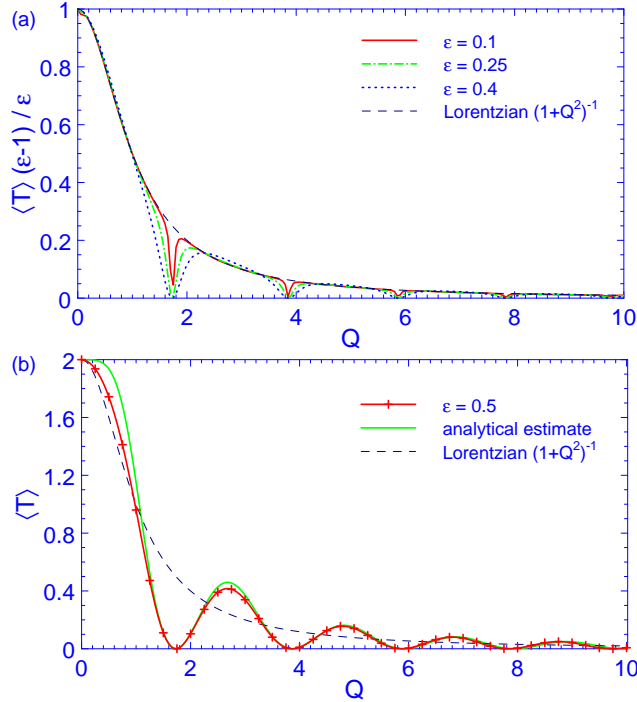 (a)
1
0.8
0.6
0.4
0.2
0
⟨T⟩ (ε-1) / ε
ε = 0.1
ε = 0.25
ε = 0.4
Lorentzian (1+Q²)⁻¹
0 2 4 6 8 10
Q
(b)
2
1.6
1.2
0.8
0.4
0
⟨T⟩
ε = 0.5
analytical estimate
Lorentzian (1+Q²)⁻¹
0 2 4 6 8 10
Q